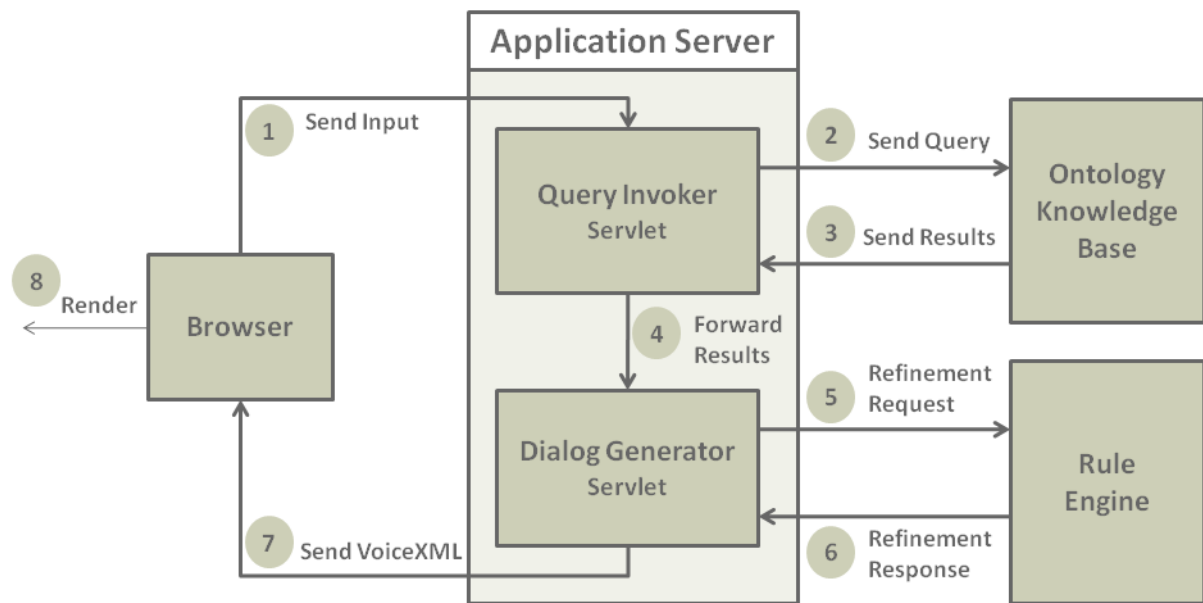 Application Server
1
Send Input
2
Send Query
Query Invoker
Servlet
Ontology
Knowledge
Base
3
Send Results
8
Render
Browser
4
Forward
Results
5
Refinement
Request
Dialog Generator
Servlet
Rule
Engine
7
Send VoiceXML
6
Refinement
Response